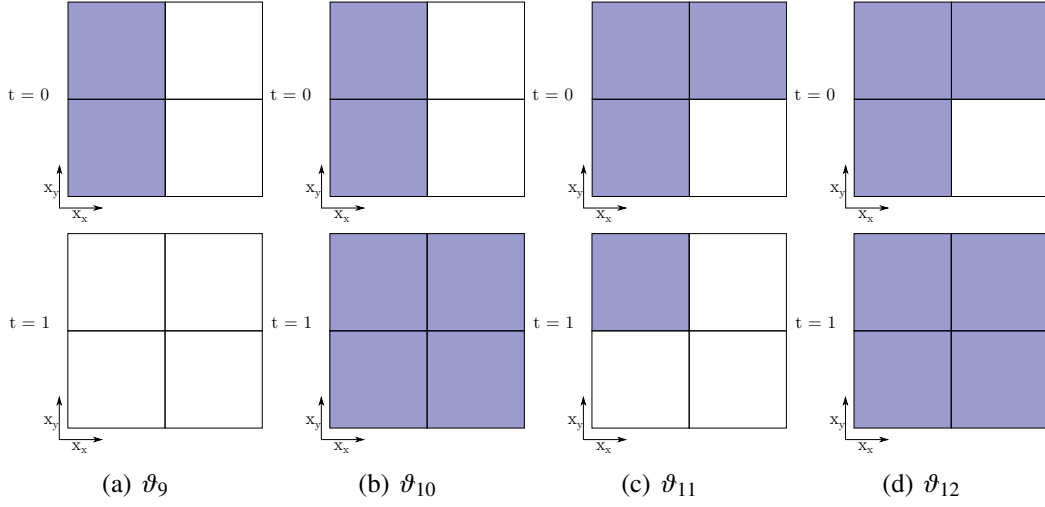 t = 0 t = 0 t = 0 t = 0
x_y x_y x_y x_y
x_x x_x x_x x_x
t = 1 t = 1 t = 1 t = 1
x_y x_y x_y x_y
x_x x_x x_x x_x
(a) ϑ9 (b) ϑ10 (c) ϑ11 (d) ϑ12